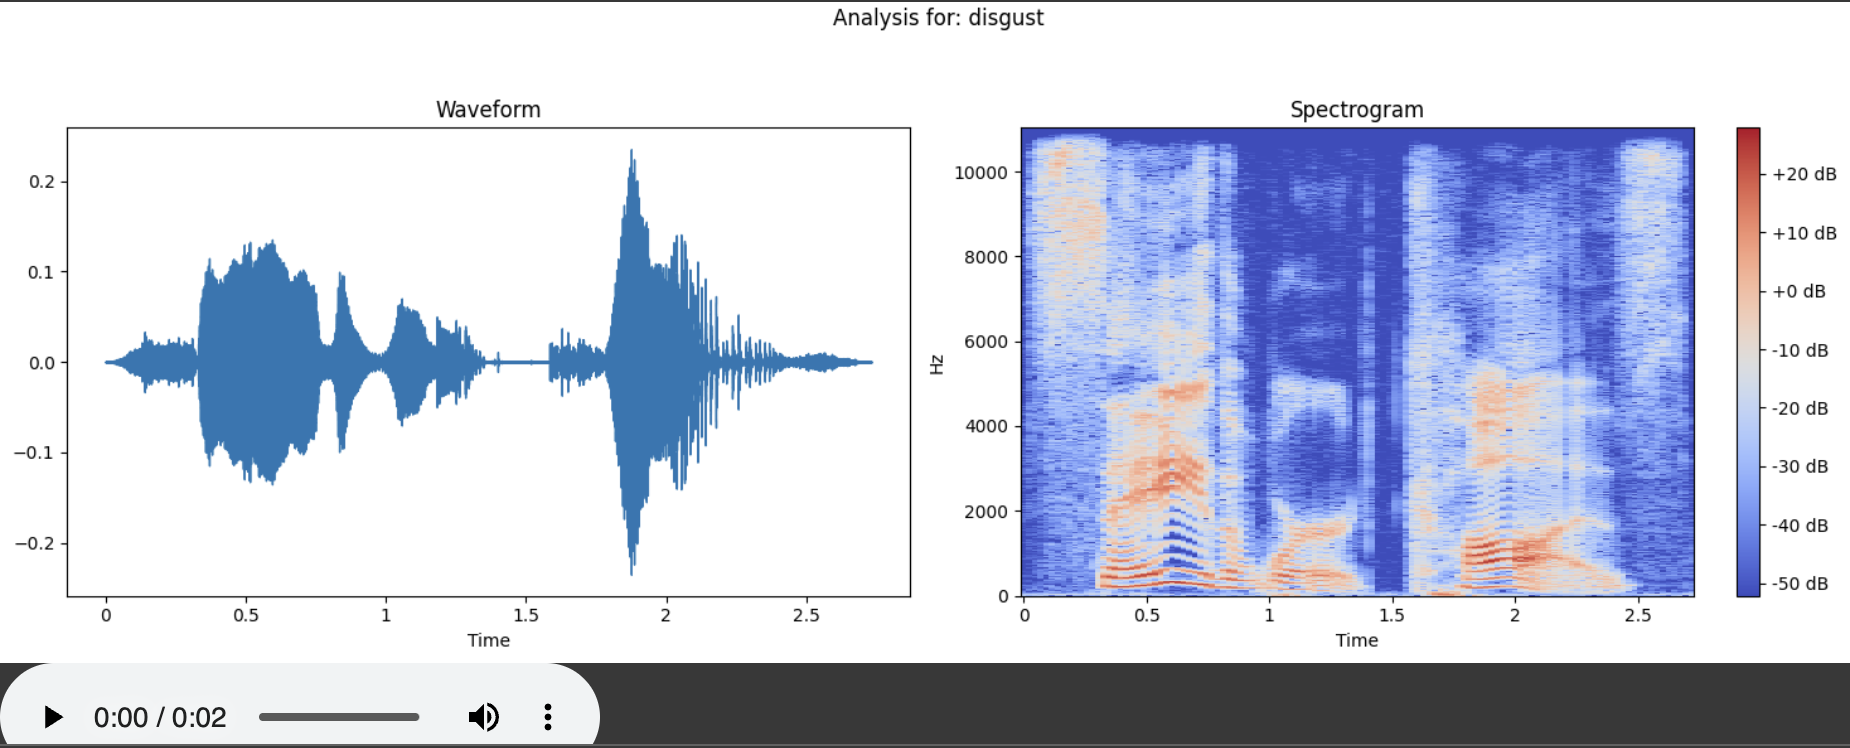 Analysis for: disgust
Waveform
0.2
0.1
0.0
−0.1
−0.2
0 0.5 1 1.5 2 2.5
Time
Spectrogram
10000
8000
6000
4000
2000
0
Hz
0 0.5 1 1.5 2 2.5
Time
+20 dB
+10 dB
+0 dB
-10 dB
-20 dB
-30 dB
-40 dB
-50 dB
0:00 / 0:02